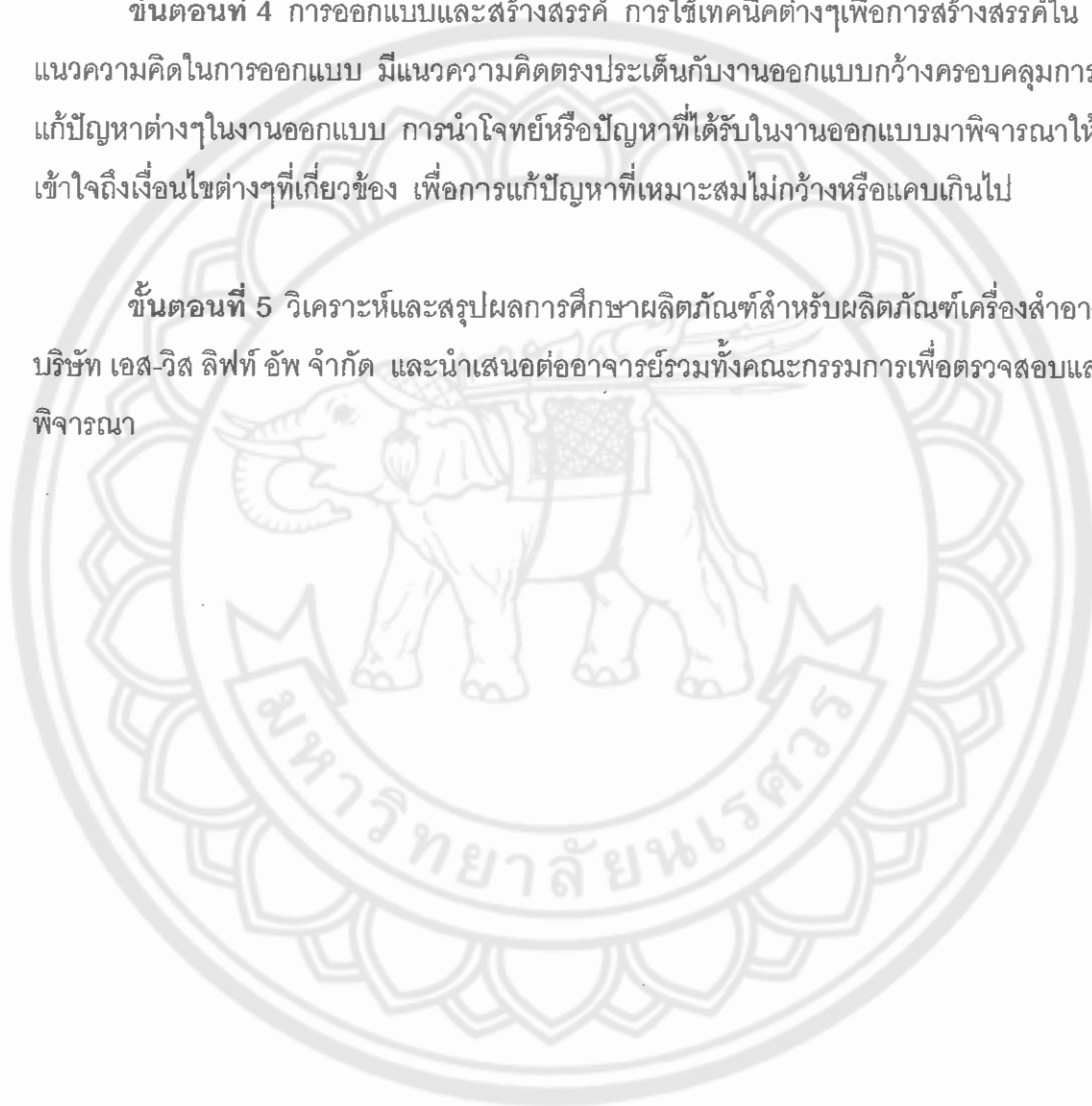 ขั้นตอนที่ 4 การออกแบบและสร้างสรรค์ การใช้เทคนิคต่างๆเพื่อการสร้างสรรค์ใน
แนวความคิดในการออกแบบ มีแนวความคิดตรงประเด็นกับงานออกแบบกว้างครอบคลุมการ
แก้ปัญหาต่างๆในงานออกแบบ การนำโจทย์หรือปัญหาที่ได้รับในงานออกแบบมาพิจารณาให้
เข้าใจถึงเงื่อนไขต่างๆที่เกี่ยวข้อง เพื่อการแก้ปัญหาที่เหมาะสมไม่กว้างหรือแคบเกินไป
ขั้นตอนที่ 5 วิเคราะห์และสรุปผลการศึกษาผลิตภัณฑ์สำหรับผลิตภัณฑ์เครื่องสำอา
บริษัท เอส-วิส ลิฟท์ อัพ จำกัด และนำเสนอต่ออาจารย์รวมทั้งคณะกรรมการเพื่อตรวจสอบแล
พิจารณา
มหาวิทยาลัยนเรศวร